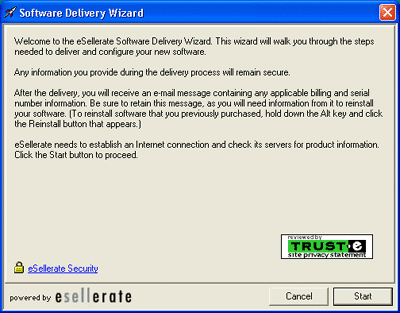 Software Delivery Wizard
Welcome to the eSellerate Software Delivery Wizard. This wizard will walk you through the steps
needed to deliver and configure your new software.
Any information you provide during the delivery process will remain secure.
After the delivery, you will receive an e-mail message containing any applicable billing and serial
number information. Be sure to retain this message, as you will need information from it to reinstall
your software. (To reinstall software that you previously purchased, hold down the Alt key and click
the Reinstall button that appears.)
eSellerate needs to establish an Internet connection and check its servers for product information.
Click the Start button to proceed.
reviewed by
TRUST·e
site privacy statement
eSellerate Security
powered by esellerate
Cancel
Start